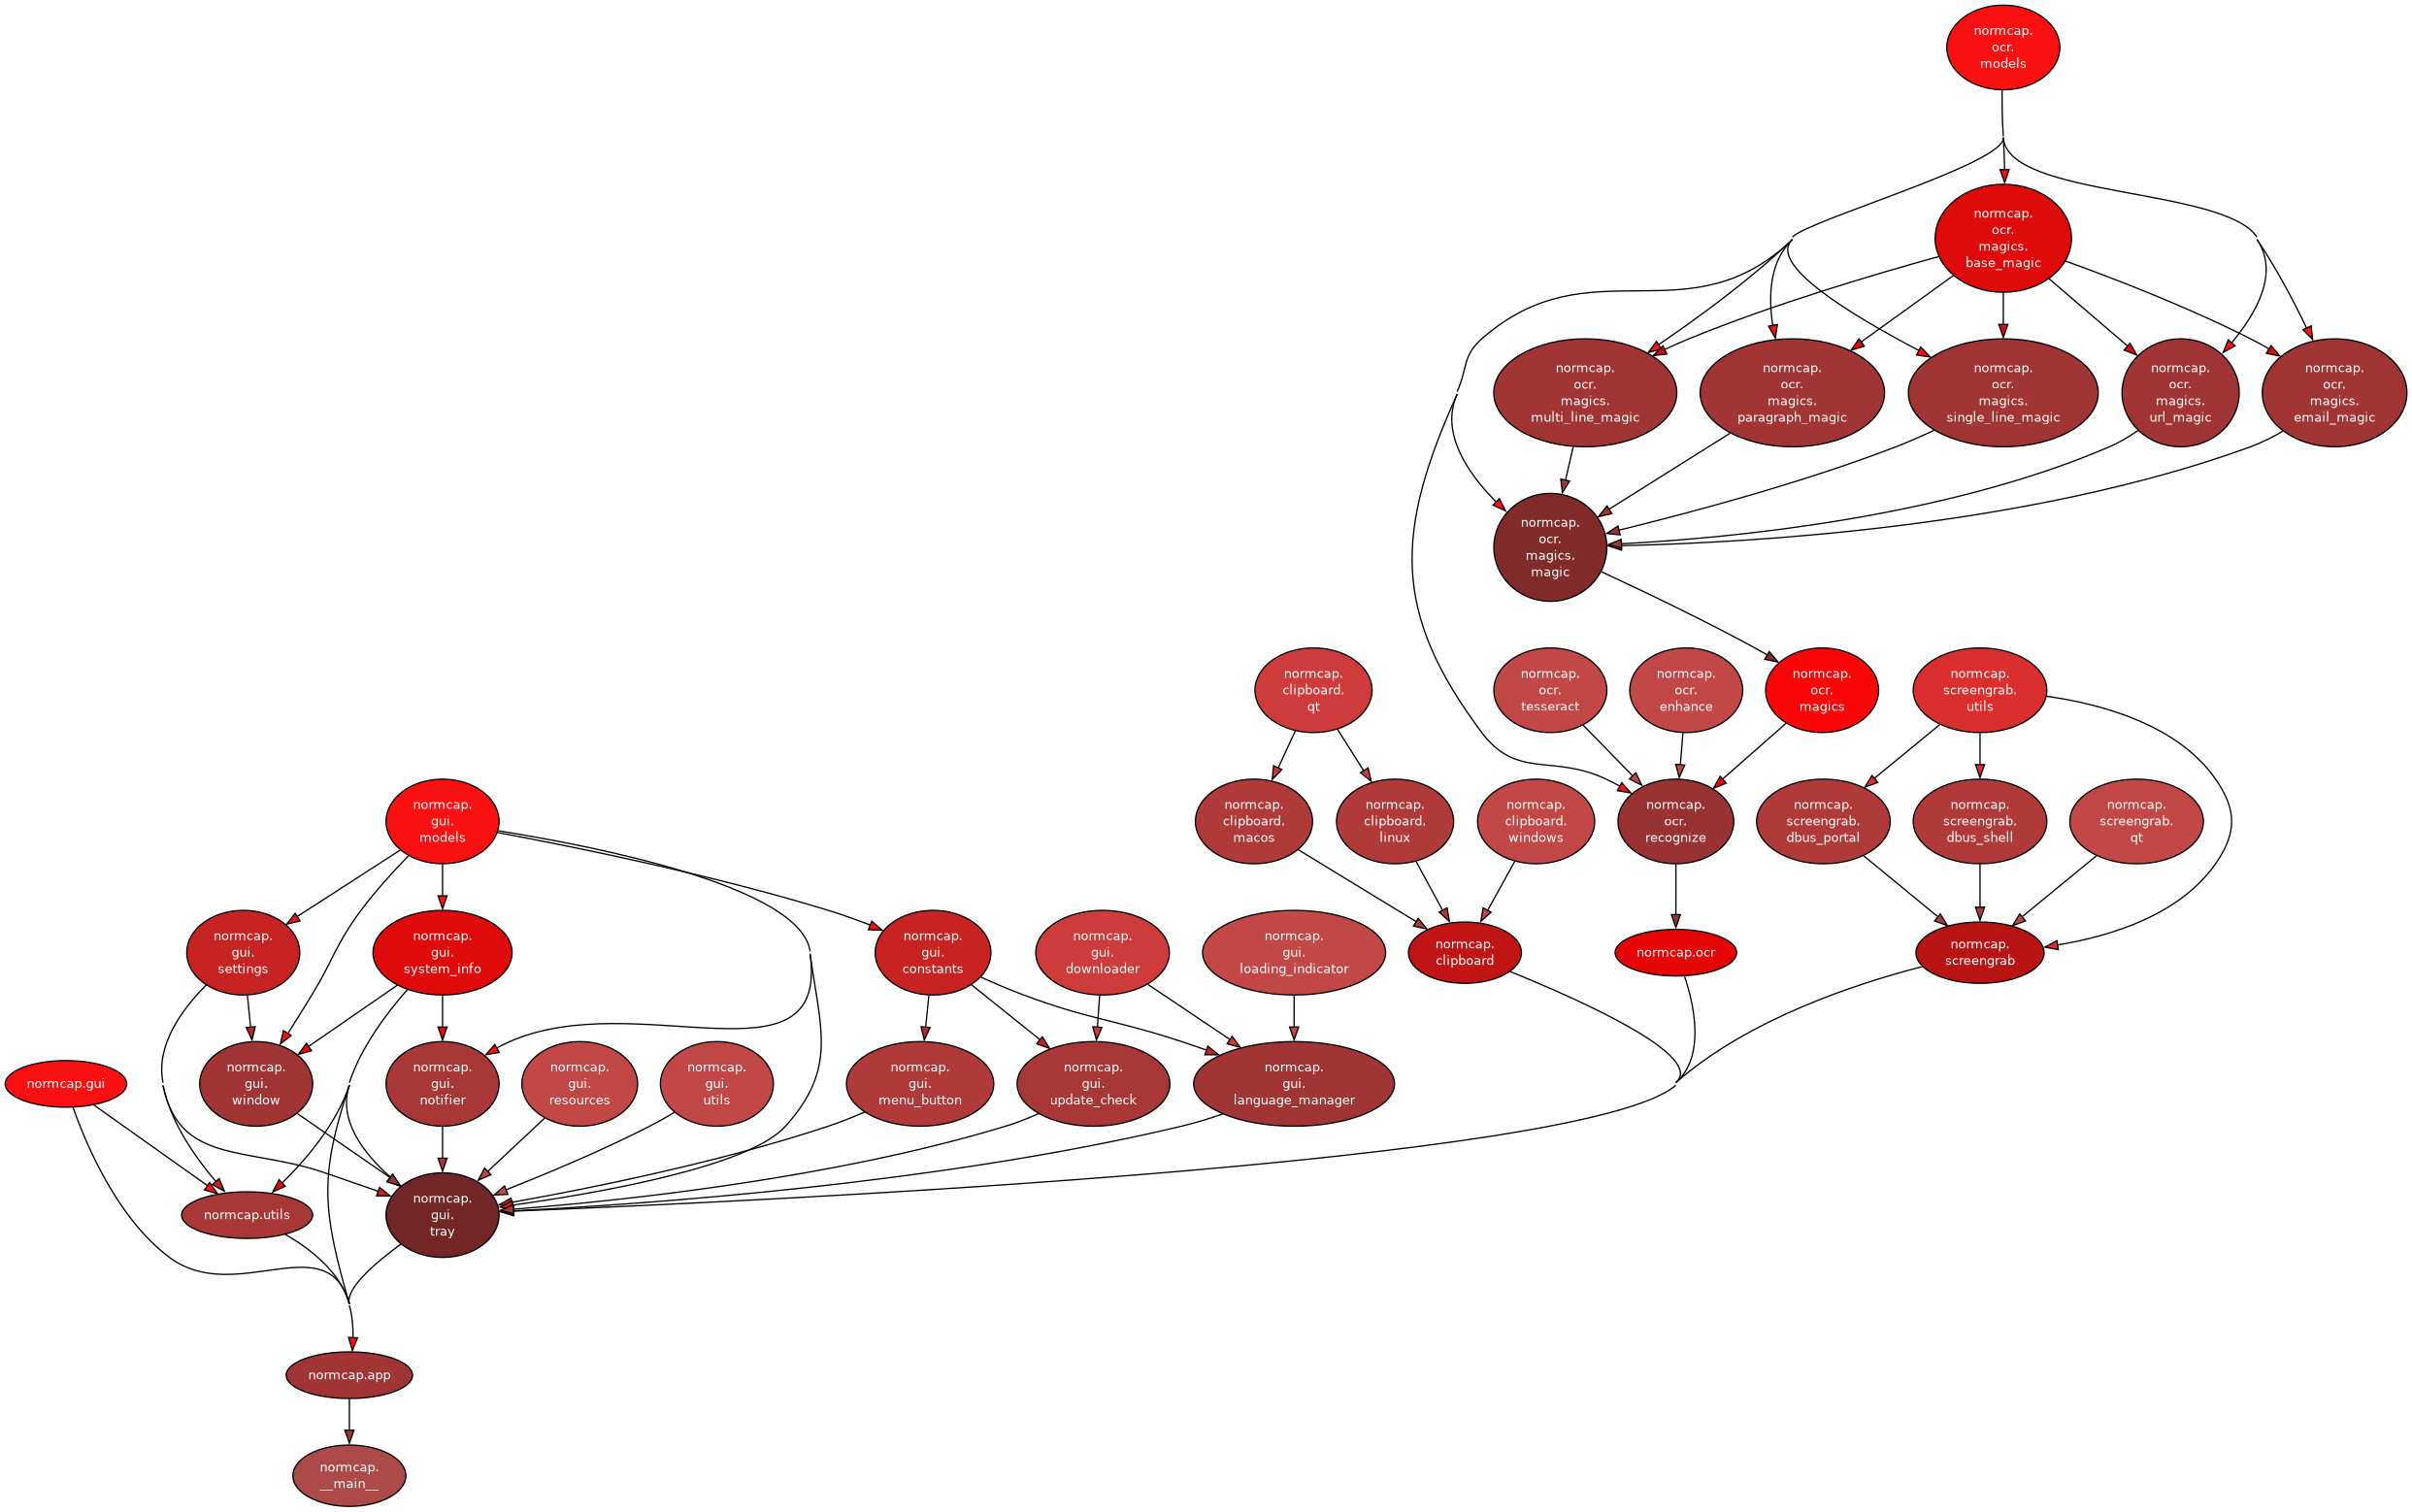 normcap.
ocr.
models
normcap.
ocr.
magics.
base_magic
normcap.
ocr.
magics.
multi_line_magic
normcap.
ocr.
magics.
paragraph_magic
normcap.
ocr.
magics.
single_line_magic
normcap.
ocr.
magics.
url_magic
normcap.
ocr.
magics.
email_magic
normcap.
ocr.
magics.
magic
normcap.
clipboard.
qt
normcap.
ocr.
tesseract
normcap.
ocr.
enhance
normcap.
ocr.
magics
normcap.
screengrab.
utils
normcap.
gui.
models
normcap.
clipboard.
macos
normcap.
clipboard.
linux
normcap.
clipboard.
windows
normcap.
ocr.
recognize
normcap.
screengrab.
dbus_portal
normcap.
screengrab.
dbus_shell
normcap.
screengrab.
qt
normcap.
gui.
settings
normcap.
gui.
system_info
normcap.
gui.
constants
normcap.
gui.
downloader
normcap.
gui.
loading_indicator
normcap.
clipboard
normcap.ocr
normcap.
screengrab
normcap.gui
normcap.
gui.
window
normcap.
gui.
notifier
normcap.
gui.
resources
normcap.
gui.
utils
normcap.
gui.
menu_button
normcap.
gui.
update_check
normcap.
gui.
language_manager
normcap.utils
normcap.
gui.
tray
normcap.app
normcap.
__main__